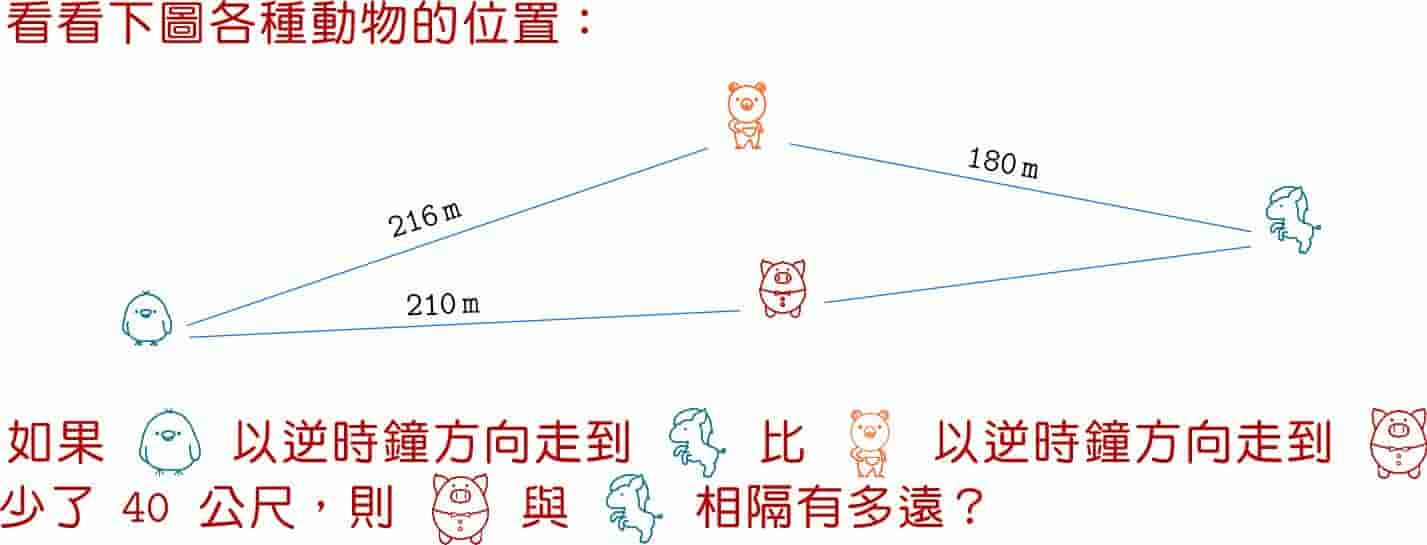 看看下圖各種動物的位置：
180 m
216 m
210 m
如果 以逆時鐘方向走到 比 以逆時鐘方向走到
少了 40 公尺，則 與 相隔有多遠？